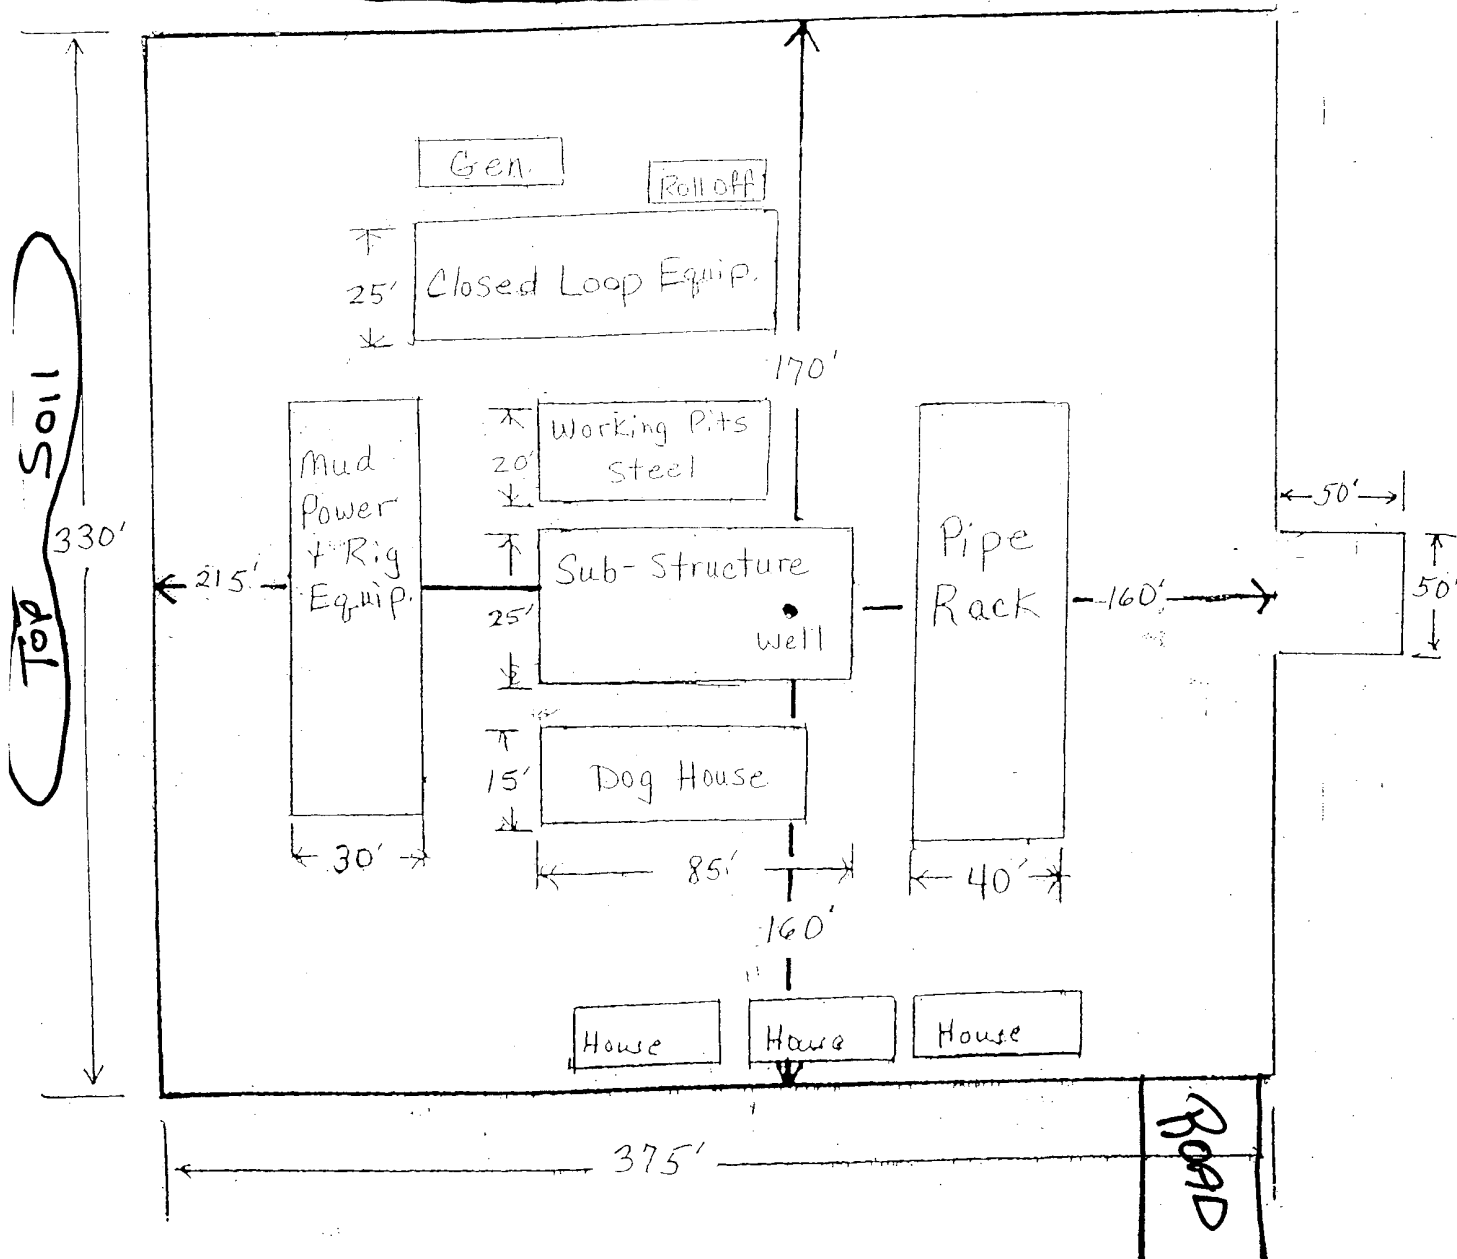 Gen.
Roll off
25'
Closed Loop Equip.
170'
Mud
Power
+ Rig
Equip.
20'
Working Pits
Steel
Pipe
Rack
50'
50'
Top Soil
330'
215'
25'
Sub-Structure
Well
160'
15'
Dog House
30'
85'
40'
160'
House
House
House
375'
ROAD